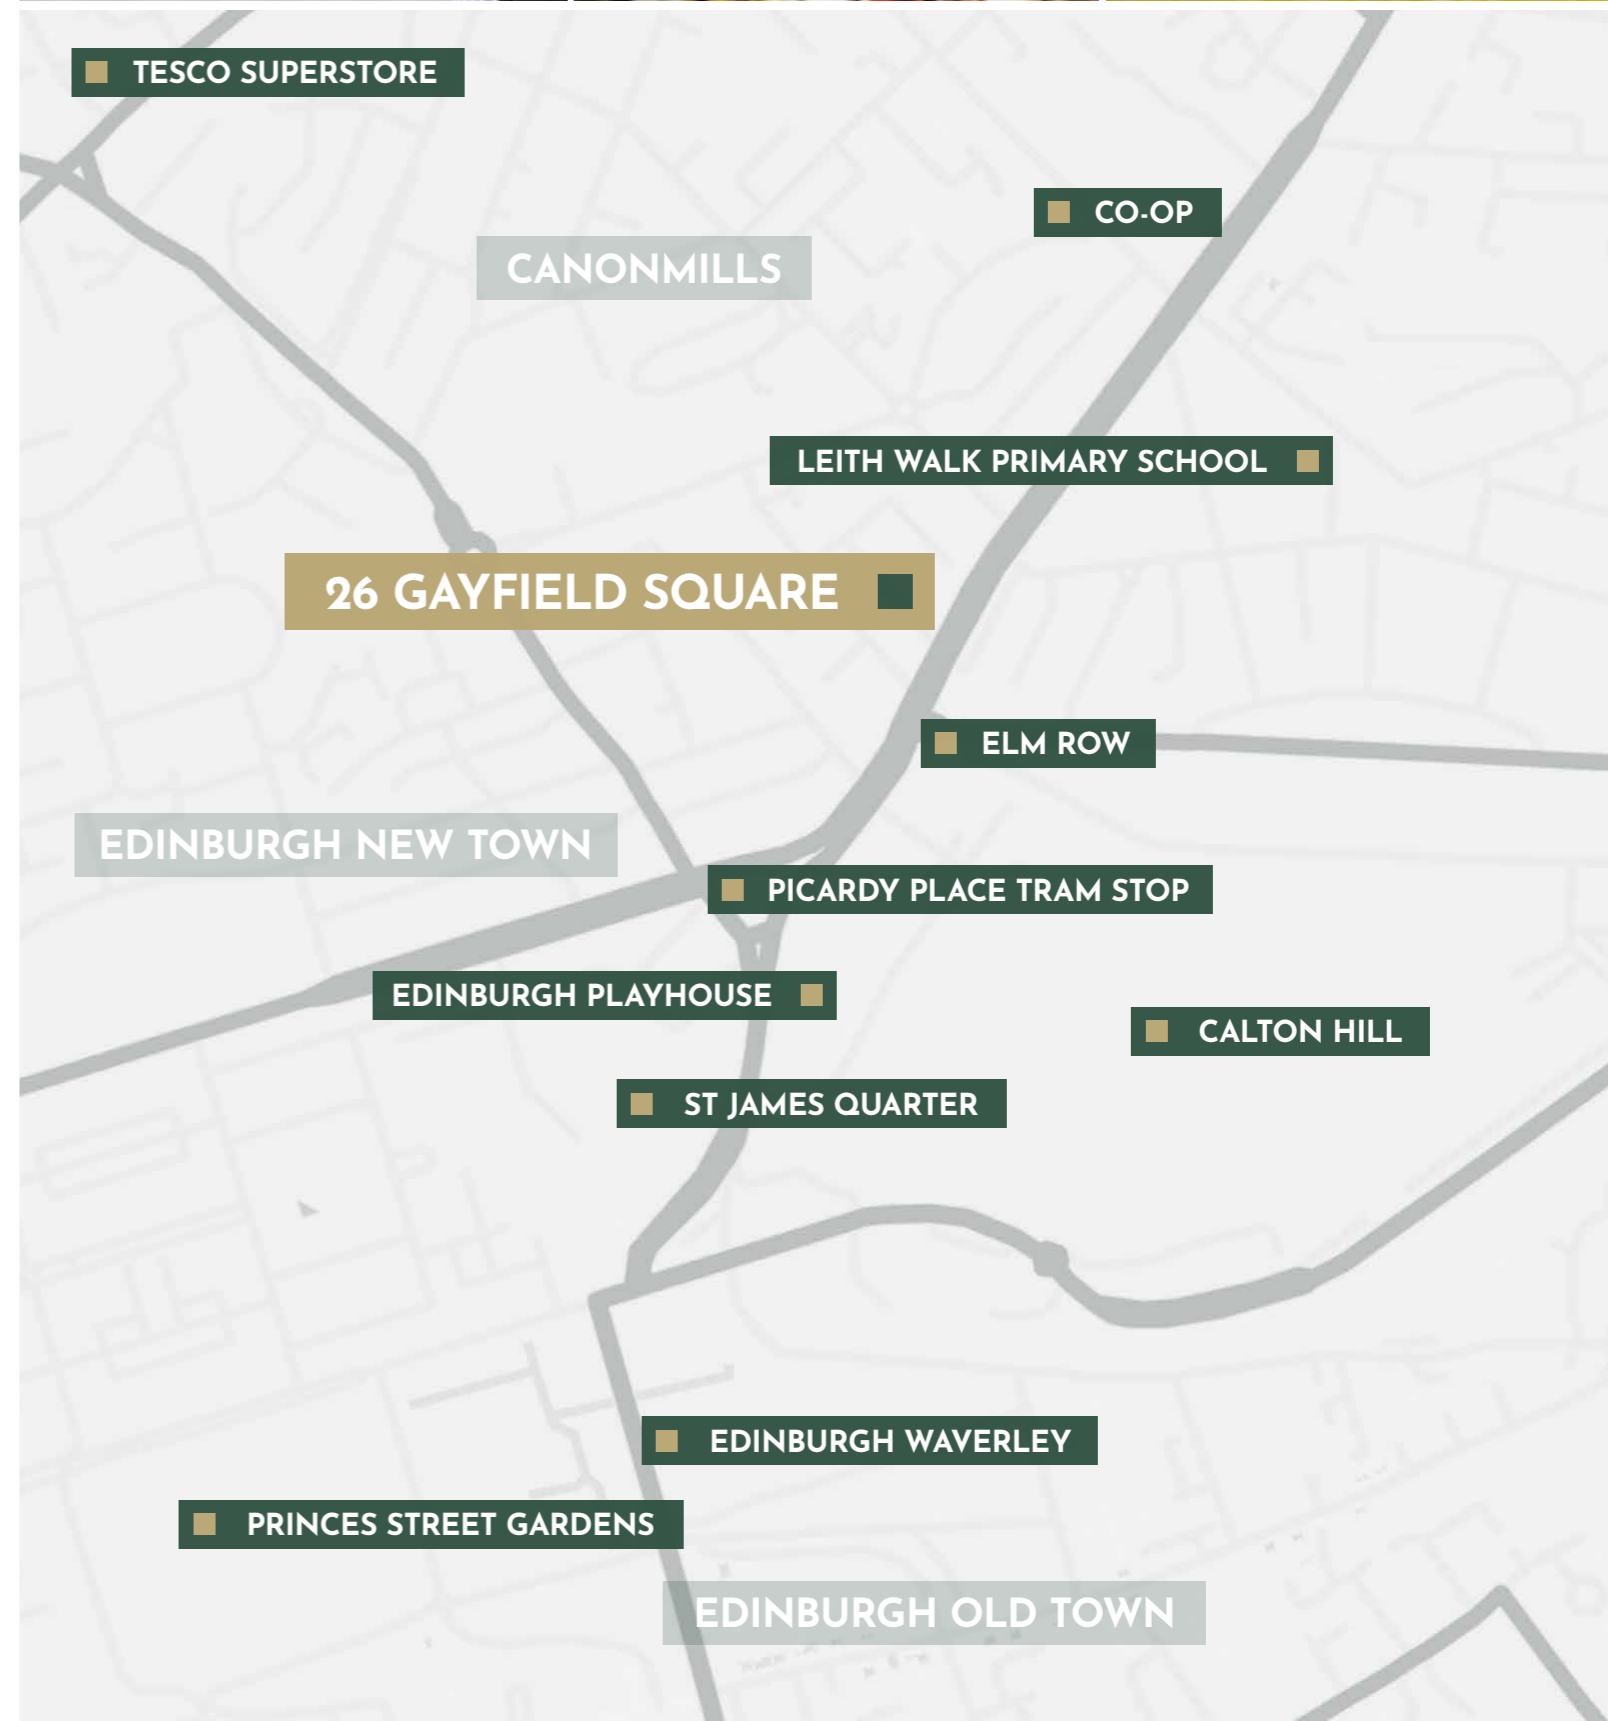 TESCO SUPERSTORE
CO-OP
CANONMILLS
LEITH WALK PRIMARY SCHOOL
26 GAYFIELD SQUARE
ELM ROW
EDINBURGH NEW TOWN
PICARDY PLACE TRAM STOP
EDINBURGH PLAYHOUSE
CALTON HILL
ST JAMES QUARTER
EDINBURGH WAVERLEY
PRINCES STREET GARDENS
EDINBURGH OLD TOWN